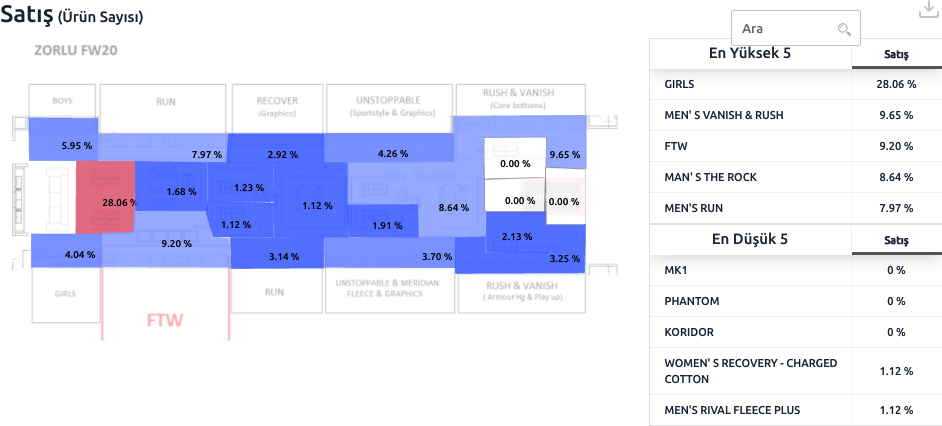 Satış (Ürün Sayısı)
Ara
ZORLU FW20
BOYS
RUN
RECOVER
(Graphics)
UNSTOPPABLE
(Sportstyle & Graphics)
RUSH & VANISH
(Core bottoms)
5.95 %
7.97 %
2.92 %
4.26 %
9.65 %
0.00 %
28.06 %
1.68 %
1.23 %
1.12 %
MEN'S THE ROCK
8.64 %
0.00 %
0.00 %
1.12 %
1.91 %
9.20 %
2.13 %
4.04 %
3.14 %
3.70 %
3.25 %
GIRLS
FTW
RUN
UNSTOPPABLE & MERIDIAN
FLEECE & GRAPHICS
RUSH & VANISH
( Armour Hg & Play up)
En Yüksek 5 Satış
GIRLS 28.06 %
MEN' S VANISH & RUSH 9.65 %
FTW 9.20 %
MAN' S THE ROCK 8.64 %
MEN'S RUN 7.97 %
En Düşük 5 Satış
MK1 0 %
PHANTOM 0 %
KORIDOR 0 %
WOMEN' S RECOVERY - CHARGED
COTTON 1.12 %
MEN'S RIVAL FLEECE PLUS 1.12 %